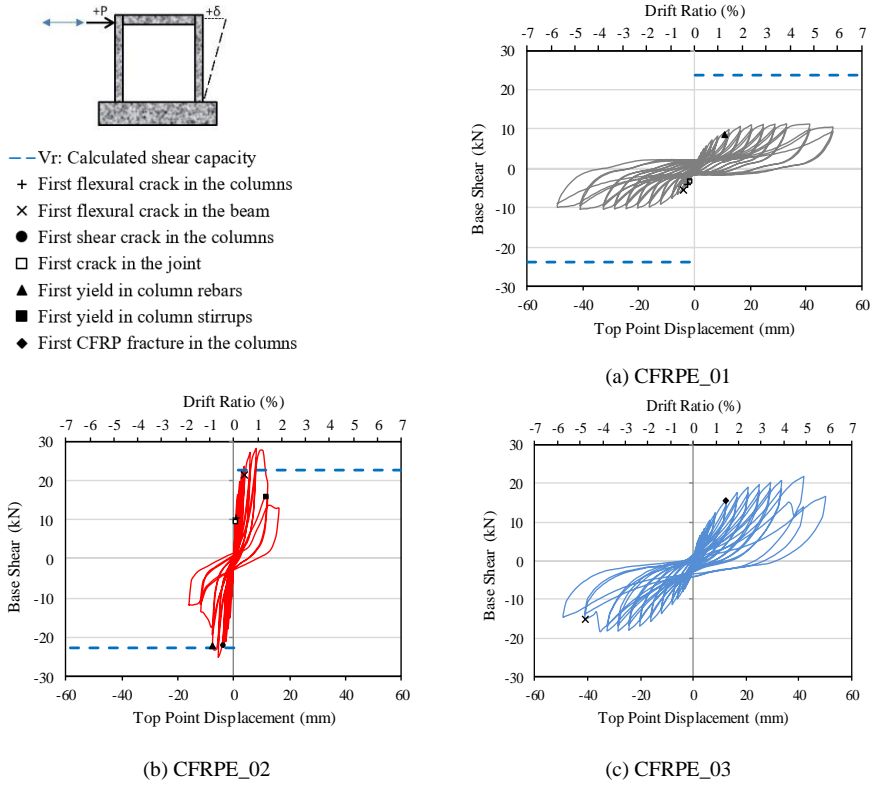 +P
+δ
Vr: Calculated shear capacity
First flexural crack in the columns
First flexural crack in the beam
First shear crack in the columns
First crack in the joint
First yield in column rebars
First yield in column stirrups
First CFRP fracture in the columns
Drift Ratio (%)
-7 -6 -5 -4 -3 -2 -1 0 1 2 3 4 5 6 7
30
20
10
0
-10
-20
-30
Base Shear (kN)
-60 -40 -20 0 20 40 60
Top Point Displacement (mm)
(a) CFRPE_01
Drift Ratio (%)
-7 -6 -5 -4 -3 -2 -1 0 1 2 3 4 5 6 7
30
20
10
0
-10
-20
-30
Base Shear (kN)
-60 -40 -20 0 20 40 60
Top Point Displacement (mm)
(b) CFRPE_02
Drift Ratio (%)
-7 -6 -5 -4 -3 -2 -1 0 1 2 3 4 5 6 7
30
20
10
0
-10
-20
-30
Base Shear (kN)
-60 -40 -20 0 20 40 60
Top Point Displacement (mm)
(c) CFRPE_03